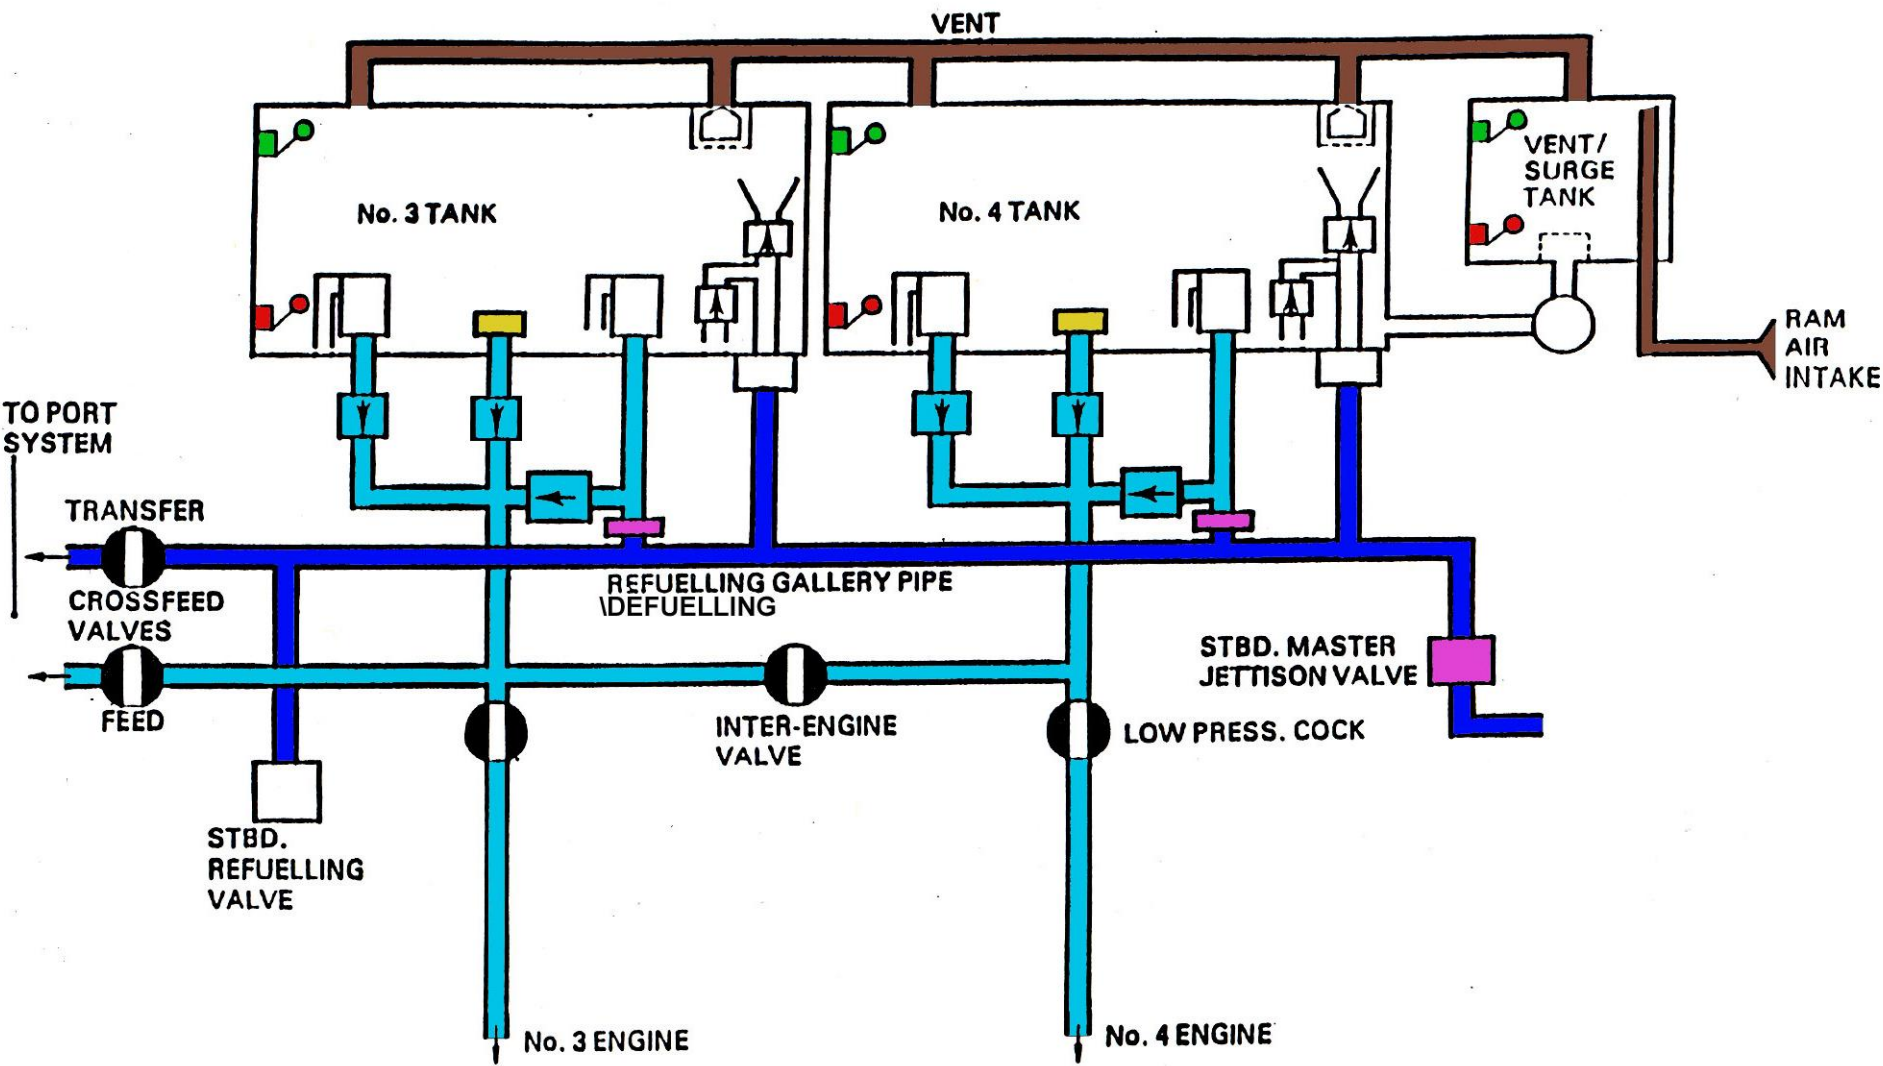 VENT
No. 3 TANK
No. 4 TANK
VENT/
SURGE
TANK
RAM
AIR
INTAKE
TO PORT
SYSTEM
TRANSFER
CROSSFEED
VALVES
FEED
REFUELLING GALLERY PIPE
\DEFUELLING
STBD. MASTER
JETTISON VALVE
INTER-ENGINE
VALVE
LOW PRESS. COCK
STBD.
REFUELLING
VALVE
No. 3 ENGINE
No. 4 ENGINE